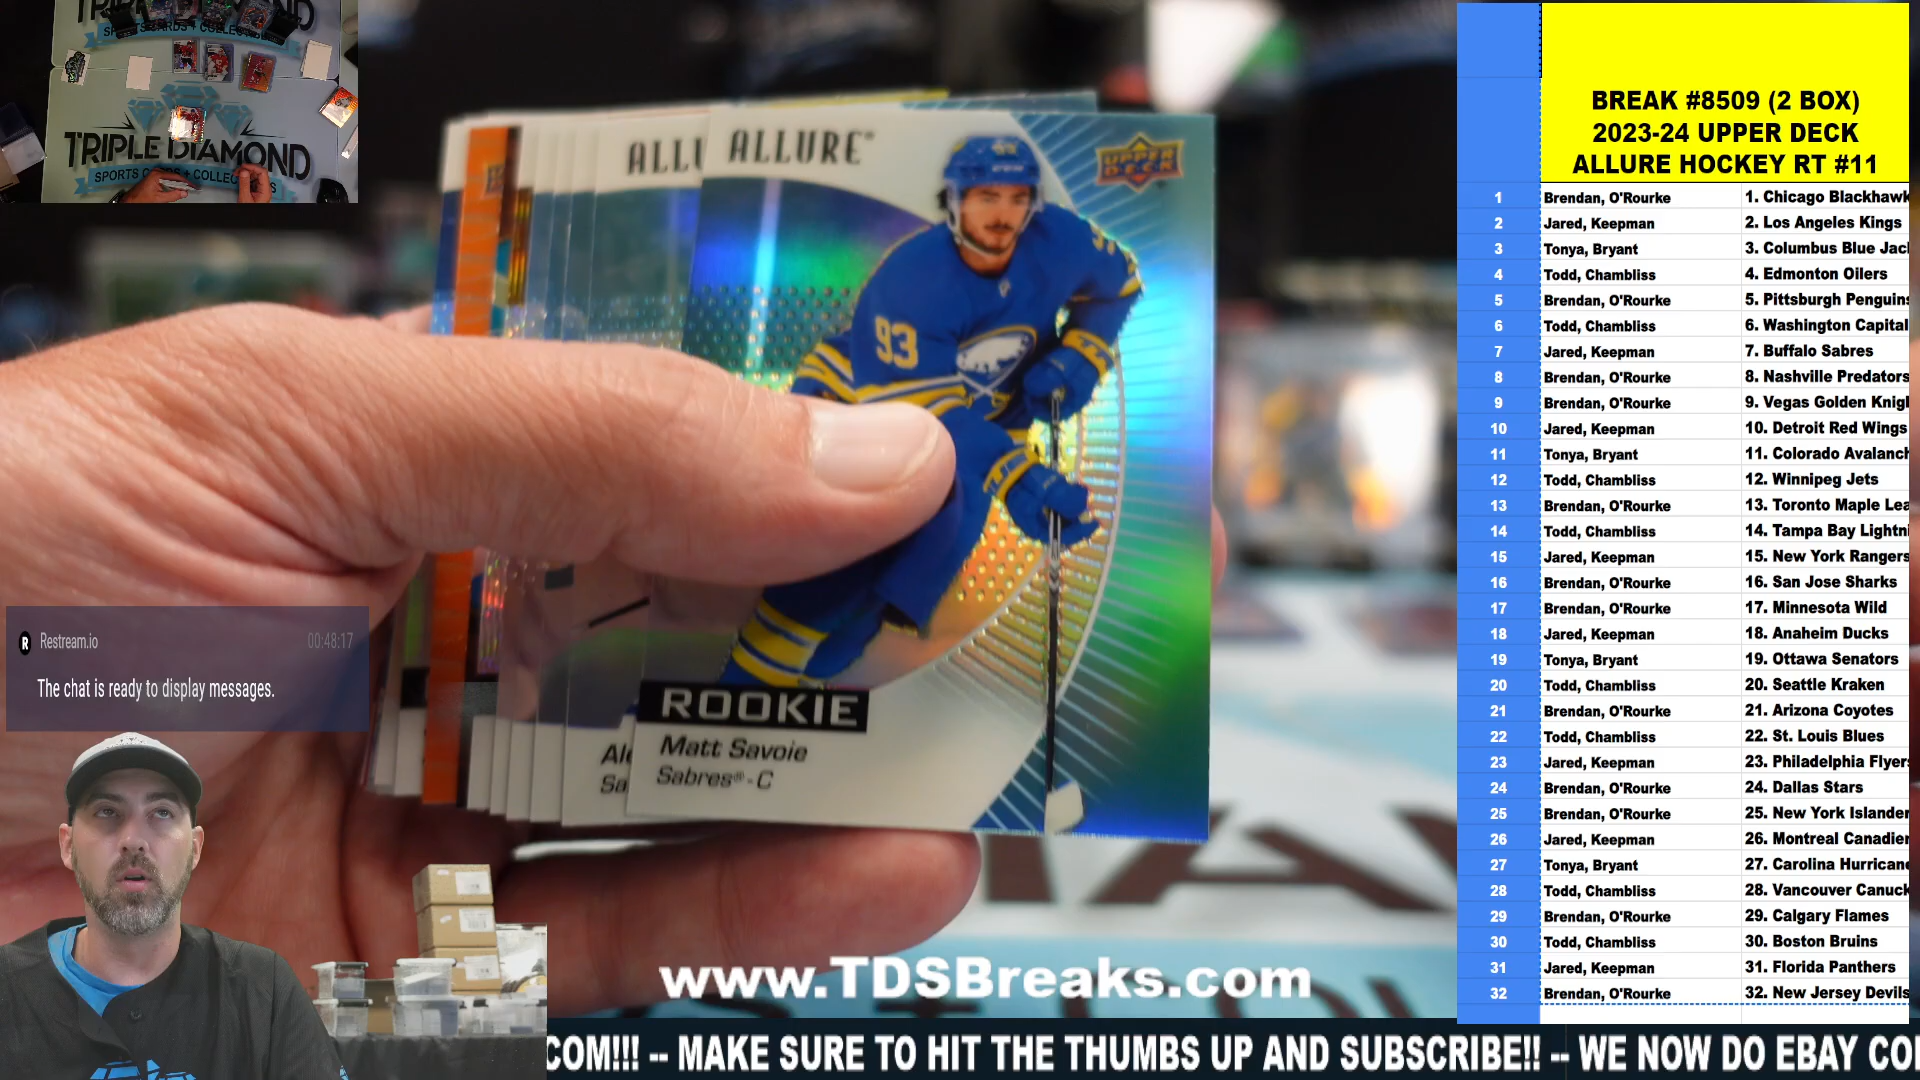 TRIPLE DIAMOND
SPORTS CARDS + COLLECTIBLES
ALLURE
UPPER DECK
93
ROOKIE
Matt Savoie
Sabres® - C
Restream.io
00:48:17
The chat is ready to display messages.
www.TDSBreaks.com
COM!!! -- MAKE SURE TO HIT THE THUMBS UP AND SUBSCRIBE!! -- WE NOW DO EBAY CO
BREAK #8509 (2 BOX)
2023-24 UPPER DECK
ALLURE HOCKEY RT #11
1 Brendan, O'Rourke 1. Chicago Blackhawk
2 Jared, Keepman 2. Los Angeles Kings
3 Tonya, Bryant 3. Columbus Blue Jac
4 Todd, Chambliss 4. Edmonton Oilers
5 Brendan, O'Rourke 5. Pittsburgh Penguins
6 Todd, Chambliss 6. Washington Capital
7 Jared, Keepman 7. Buffalo Sabres
8 Brendan, O'Rourke 8. Nashville Predators
9 Brendan, O'Rourke 9. Vegas Golden Knigl
10 Jared, Keepman 10. Detroit Red Wings
11 Tonya, Bryant 11. Colorado Avalanch
12 Todd, Chambliss 12. Winnipeg Jets
13 Brendan, O'Rourke 13. Toronto Maple Lea
14 Todd, Chambliss 14. Tampa Bay Lightni
15 Jared, Keepman 15. New York Rangers
16 Brendan, O'Rourke 16. San Jose Sharks
17 Brendan, O'Rourke 17. Minnesota Wild
18 Jared, Keepman 18. Anaheim Ducks
19 Tonya, Bryant 19. Ottawa Senators
20 Todd, Chambliss 20. Seattle Kraken
21 Brendan, O'Rourke 21. Arizona Coyotes
22 Todd, Chambliss 22. St. Louis Blues
23 Jared, Keepman 23. Philadelphia Flyers
24 Brendan, O'Rourke 24. Dallas Stars
25 Brendan, O'Rourke 25. New York Islander
26 Jared, Keepman 26. Montreal Canadien
27 Tonya, Bryant 27. Carolina Hurricane
28 Todd, Chambliss 28. Vancouver Canuck
29 Brendan, O'Rourke 29. Calgary Flames
30 Todd, Chambliss 30. Boston Bruins
31 Jared, Keepman 31. Florida Panthers
32 Brendan, O'Rourke 32. New Jersey Devils